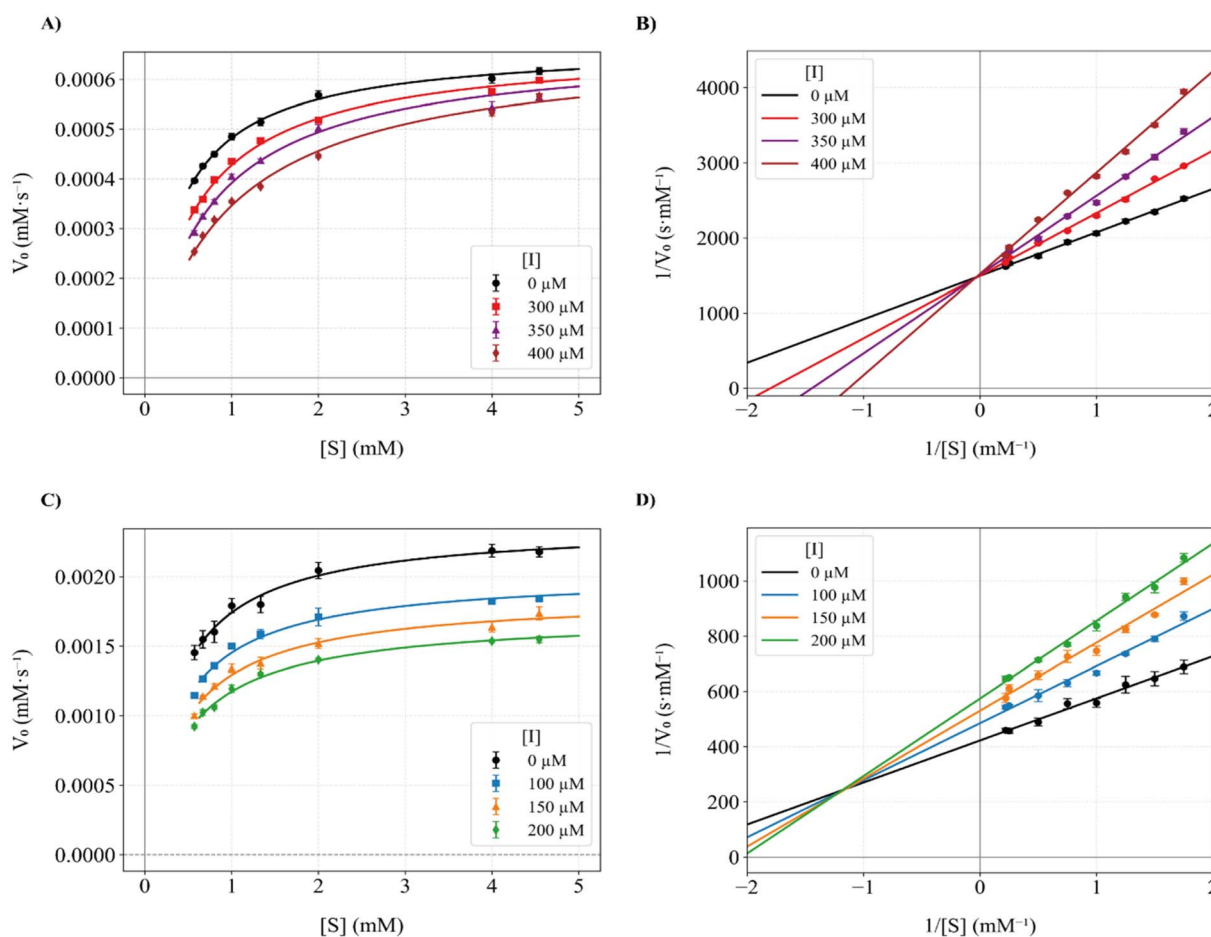 A)
0.0006
0.0005
0.0004
0.0003
0.0002
0.0001
0.0000
V₀ (mM·s⁻¹)
[I]
0 µM
300 µM
350 µM
400 µM
0 1 2 3 4 5
[S] (mM)
B)
4000
3000
2000
1000
0
1/V₀ (s·mM⁻¹)
[I]
0 µM
300 µM
350 µM
400 µM
−2 −1 0 1 2
1/[S] (mM⁻¹)
C)
0.0020
0.0015
0.0010
0.0005
0.0000
V₀ (mM·s⁻¹)
[I]
0 µM
100 µM
150 µM
200 µM
0 1 2 3 4 5
[S] (mM)
D)
1000
800
600
400
200
0
1/V₀ (s·mM⁻¹)
[I]
0 µM
100 µM
150 µM
200 µM
−2 −1 0 1 2
1/[S] (mM⁻¹)